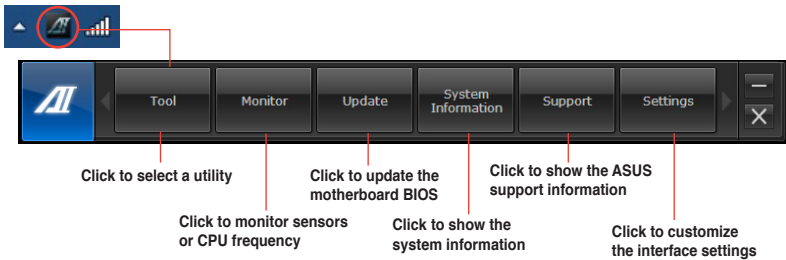 AI
AI
Tool
Monitor
Update
System
Information
Support
Settings
Click to select a utility
Click to monitor sensors
or CPU frequency
Click to update the
motherboard BIOS
Click to show the
system information
Click to show the ASUS
support information
Click to customize
the interface settings